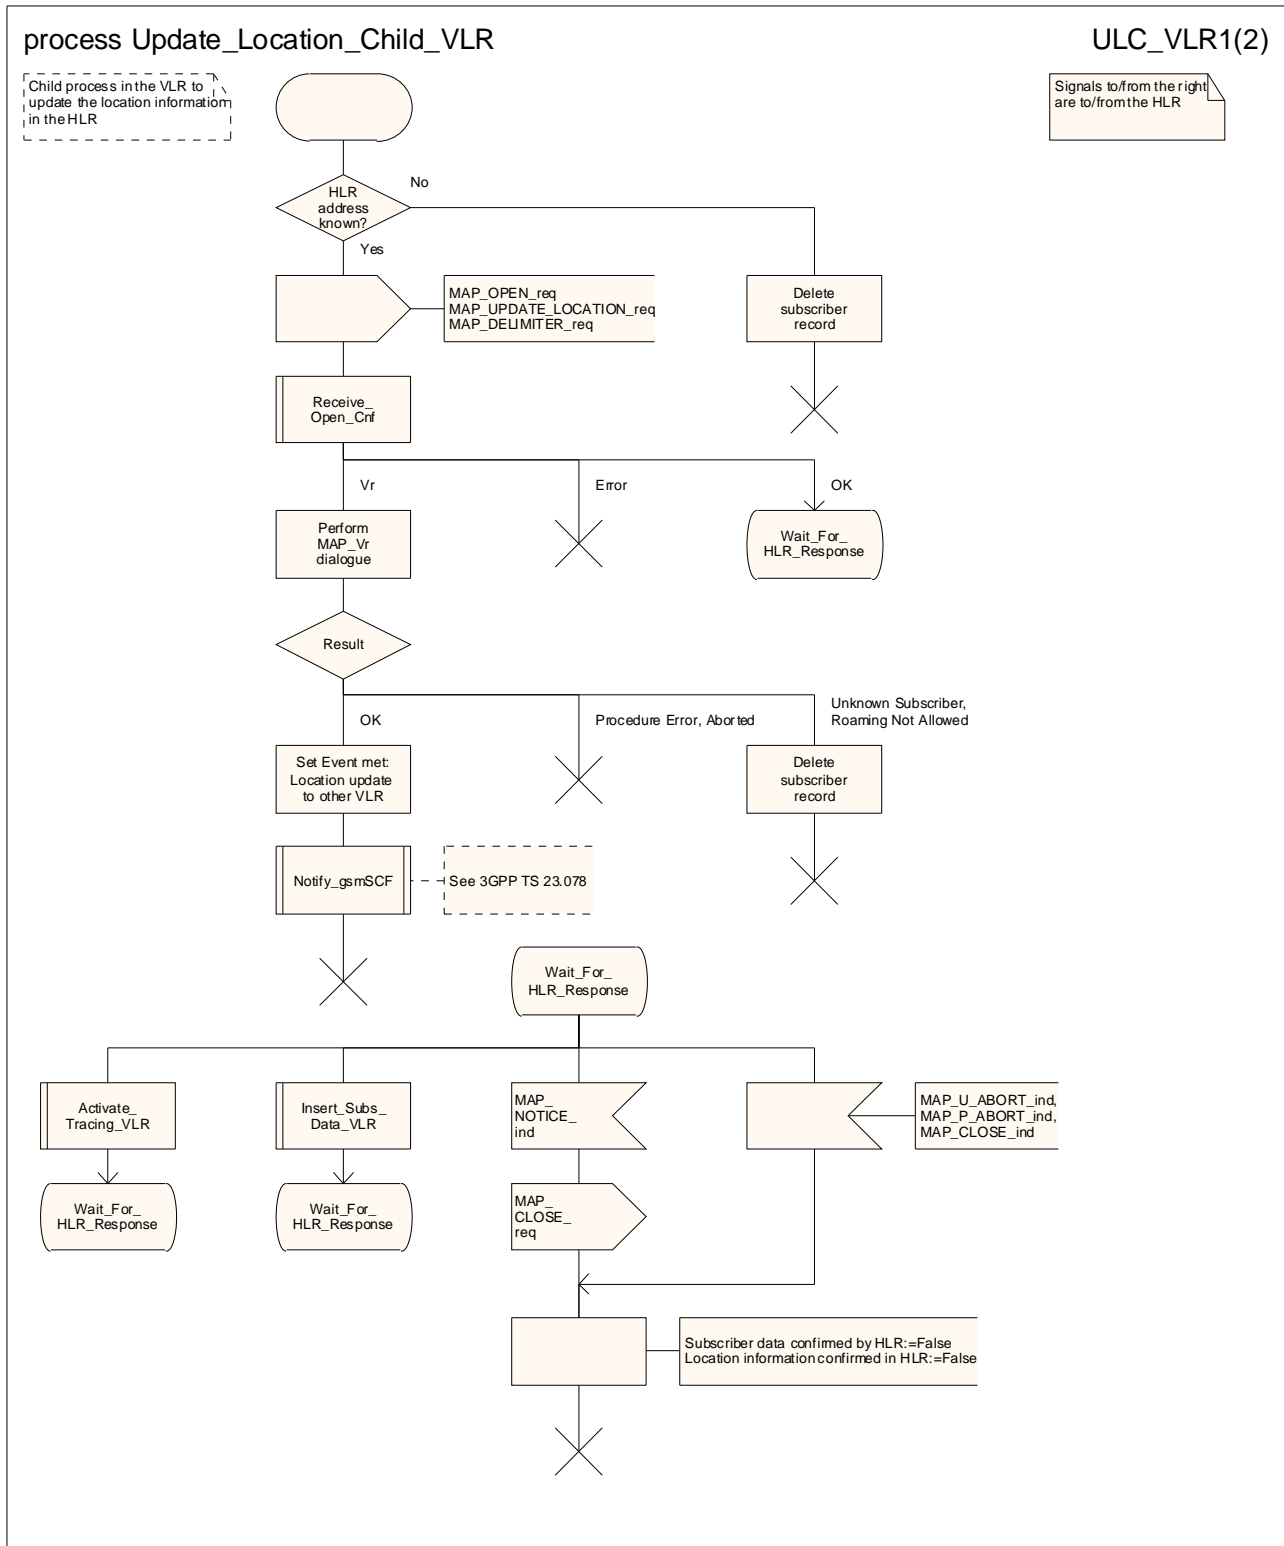 process Update_Location_Child_VLR
ULC_VLR1(2)
Child process in the VLR to
update the location information
in the HLR
Signals to/from the right
are to/from the HLR
HLR
address
known?
No
Yes
MAP_OPEN_req
MAP_UPDATE_LOCATION_req
MAP_DELIMITER_req
Delete
subscriber
record
Receive_
Open_Cnf
Vr
Error
OK
Perform
MAP_Vr
dialogue
Wait_For_
HLR_Response
Result
OK
Procedure Error, Aborted
Unknown Subscriber,
Roaming Not Allowed
Set Event met:
Location update
to other VLR
Delete
subscriber
record
Notify_gsmSCF
See 3GPP TS 23.078
Wait_For_
HLR_Response
Activate_
Tracing_VLR
Insert_Subs_
Data_VLR
MAP_
NOTICE_
ind
MAP_U_ABORT_ind,
MAP_P_ABORT_ind,
MAP_CLOSE_ind
Wait_For_
HLR_Response
Wait_For_
HLR_Response
MAP_
CLOSE_
req
Subscriber data confirmed by HLR:=False
Location information confirmed in HLR:=False